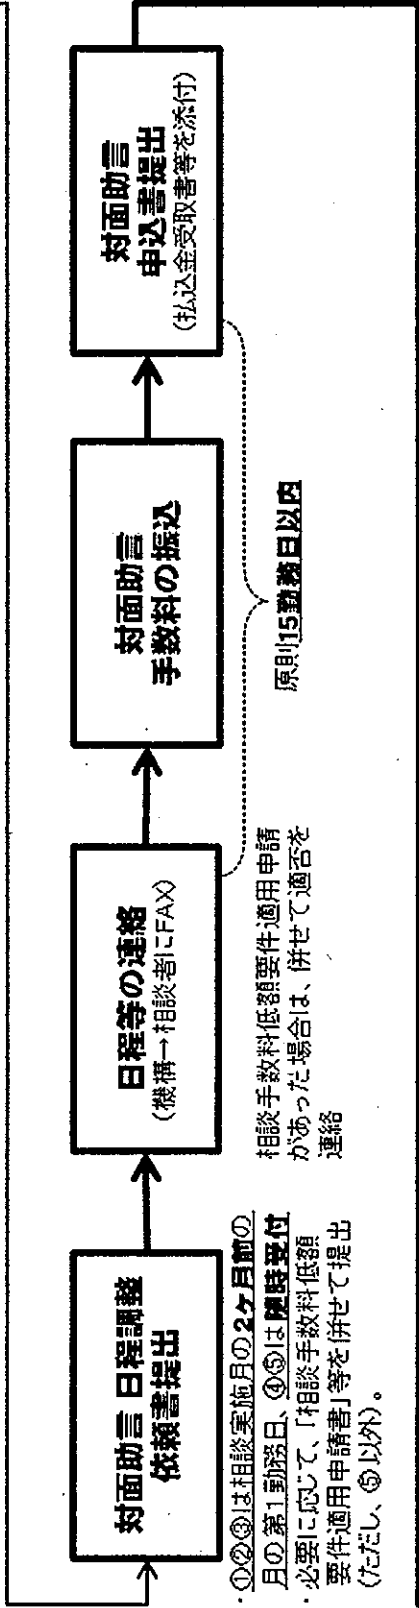 対面助言 日程調整
依頼書提出
・①②③は相談実施月の2ヶ月前の
月の第1勤務日、④⑤は随時受付
・必要に応じて、「相談手数料低額
要件適用申請書」等を併せて提出
(ただし、⑤以外)。
日程等の連絡
(機構→相談者にFAX)
相談手数料低額要件適用申請
があった場合は、併せて適否を
連絡
対面助言
手数料の振込
原則15勤務日以内
対面助言
申込書提出
(払込金受取書等を添付)